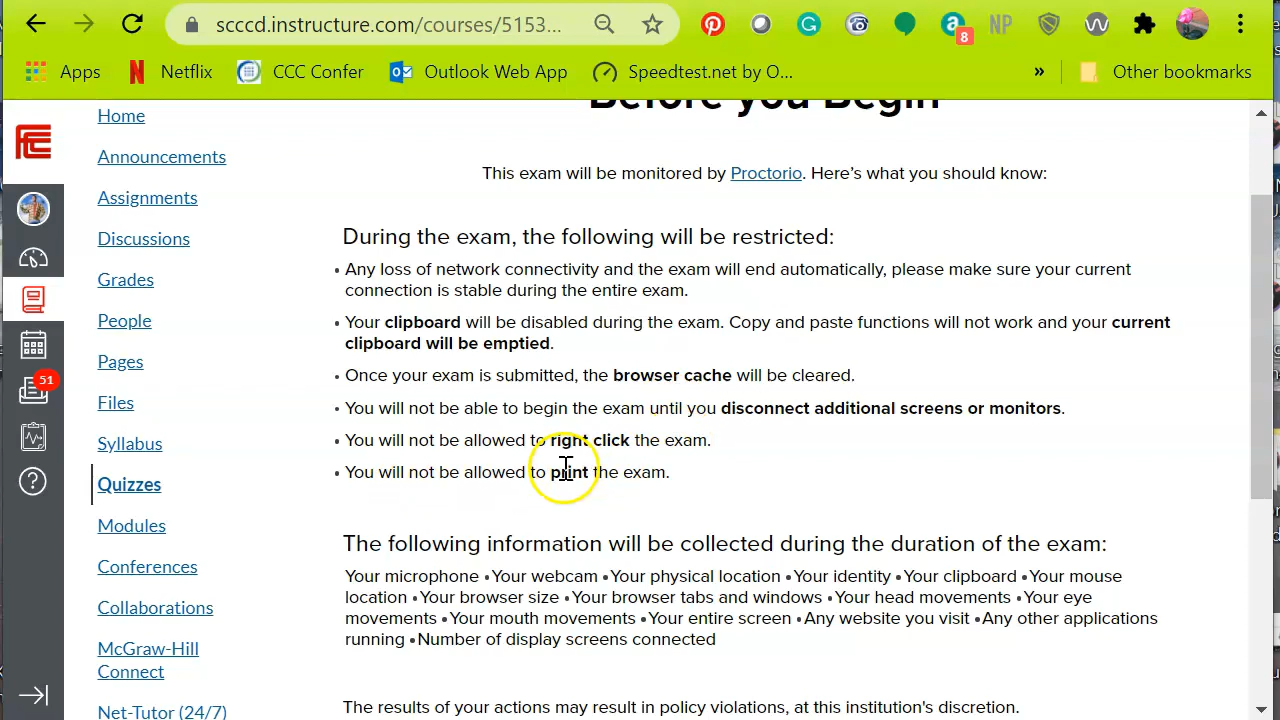 scccd.instructure.com/courses/5153...
8
NP
Apps
Netflix
CCC Confer
Outlook Web App
Speedtest.net by O...
»
Other bookmarks
Before you Begin
Home
Announcements
Assignments
Discussions
Grades
People
Pages
Files
Syllabus
Quizzes
Modules
Conferences
Collaborations
McGraw-Hill
Connect
Net-Tutor (24/7)
51
This exam will be monitored by Proctorio. Here's what you should know:
During the exam, the following will be restricted:
• Any loss of network connectivity and the exam will end automatically, please make sure your current
connection is stable during the entire exam.
• Your clipboard will be disabled during the exam. Copy and paste functions will not work and your current
clipboard will be emptied.
• Once your exam is submitted, the browser cache will be cleared.
• You will not be able to begin the exam until you disconnect additional screens or monitors.
• You will not be allowed to right click the exam.
• You will not be allowed to print the exam.
The following information will be collected during the duration of the exam:
Your microphone • Your webcam • Your physical location • Your identity • Your clipboard • Your mouse
location • Your browser size • Your browser tabs and windows • Your head movements • Your eye
movements • Your mouth movements • Your entire screen • Any website you visit • Any other applications
running • Number of display screens connected
The results of your actions may result in policy violations, at this institution's discretion.